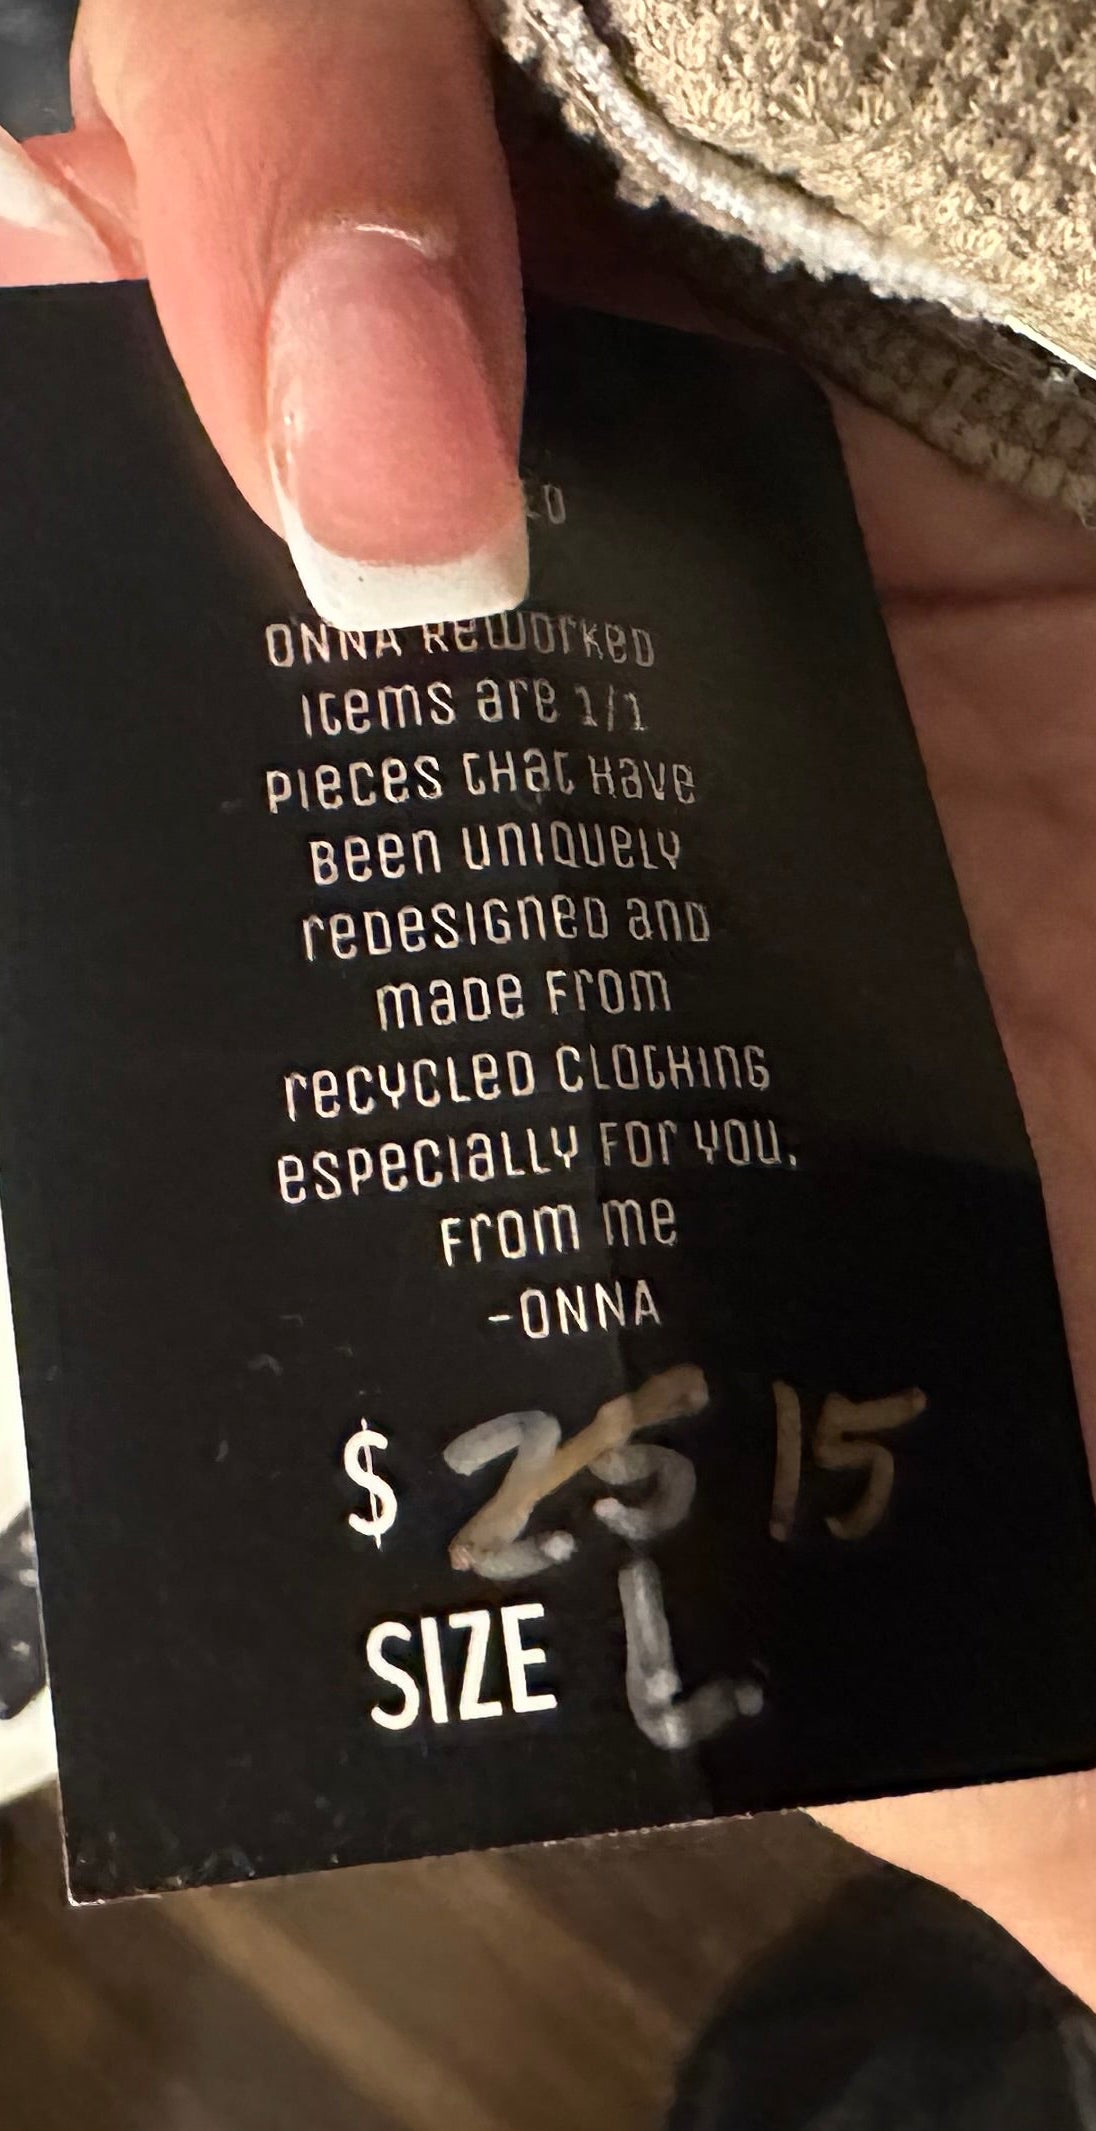 ONNA Reworked
items are 1/1
pieces that have
been uniquely
redesigned and
made from
recycled clothing
especially for you.
From me
-ONNA
$ 25 15
SIZE L